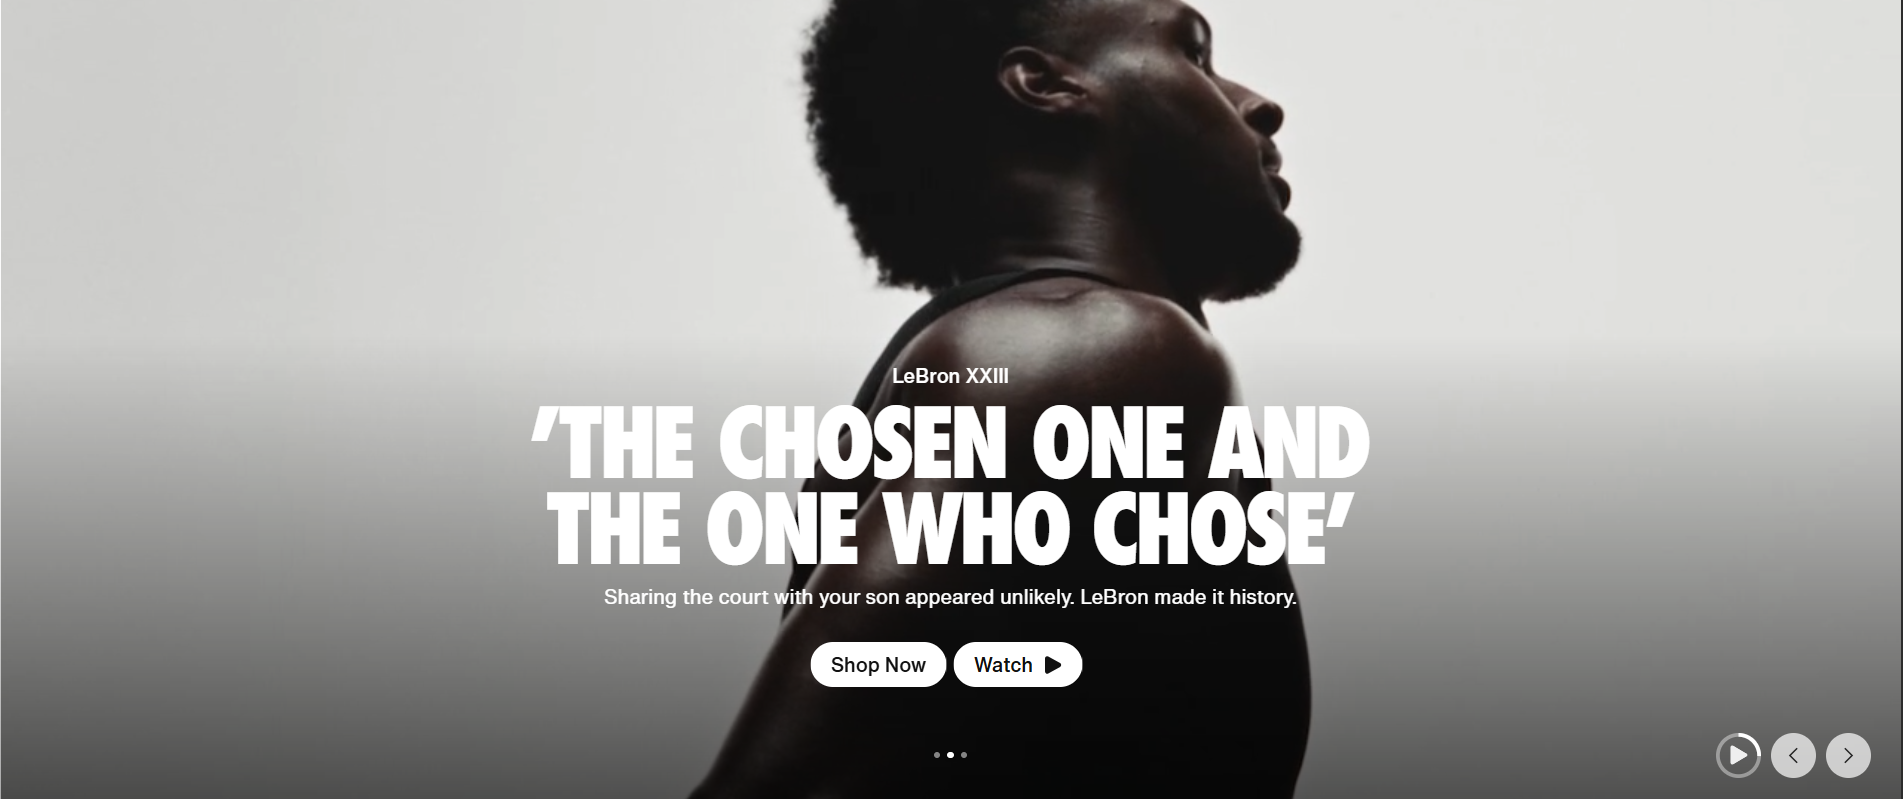 LeBron XXIII
'THE CHOSEN ONE AND
THE ONE WHO CHOSE'
Sharing the court with your son appeared unlikely. LeBron made it history.
Shop Now
Watch